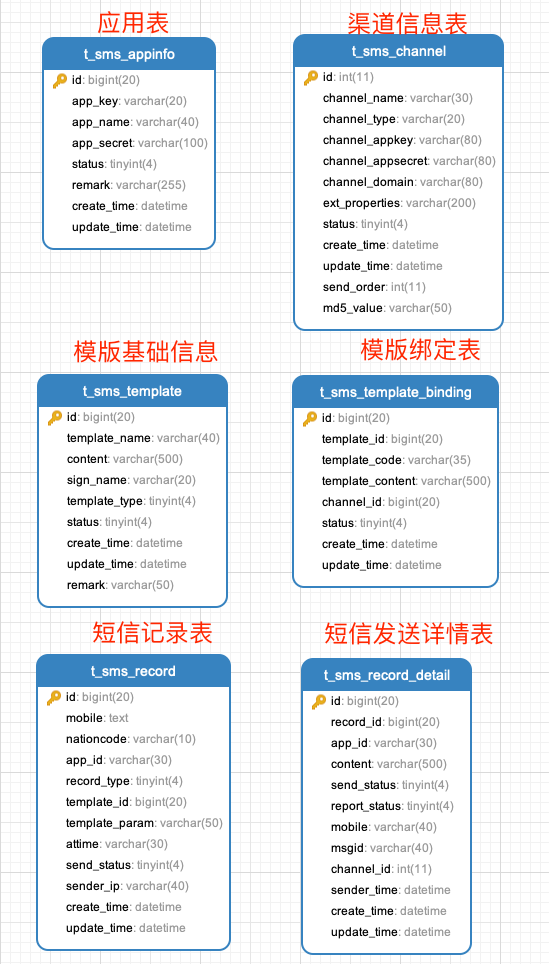 应用表
t_sms_appinfo
id: bigint(20)
app_key: varchar(20)
app_name: varchar(40)
app_secret: varchar(100)
status: tinyint(4)
remark: varchar(255)
create_time: datetime
update_time: datetime
渠道信息表
t_sms_channel
id: int(11)
channel_name: varchar(30)
channel_type: varchar(20)
channel_appkey: varchar(80)
channel_appsecret: varchar(80)
channel_domain: varchar(80)
ext_properties: varchar(200)
status: tinyint(4)
create_time: datetime
update_time: datetime
send_order: int(11)
md5_value: varchar(50)
模版基础信息
t_sms_template
id: bigint(20)
template_name: varchar(40)
content: varchar(500)
sign_name: varchar(20)
template_type: tinyint(4)
status: tinyint(4)
create_time: datetime
update_time: datetime
remark: varchar(50)
模版绑定表
t_sms_template_binding
id: bigint(20)
template_id: bigint(20)
template_code: varchar(35)
template_content: varchar(500)
channel_id: bigint(20)
status: tinyint(4)
create_time: datetime
update_time: datetime
短信记录表
t_sms_record
id: bigint(20)
mobile: text
nationcode: varchar(10)
app_id: varchar(30)
record_type: tinyint(4)
template_id: bigint(20)
template_param: varchar(50)
attime: varchar(30)
send_status: tinyint(4)
sender_ip: varchar(40)
create_time: datetime
update_time: datetime
短信发送详情表
t_sms_record_detail
id: bigint(20)
record_id: bigint(20)
app_id: varchar(30)
content: varchar(500)
send_status: tinyint(4)
report_status: tinyint(4)
mobile: varchar(40)
msgid: varchar(40)
channel_id: int(11)
sender_time: datetime
create_time: datetime
update_time: datetime